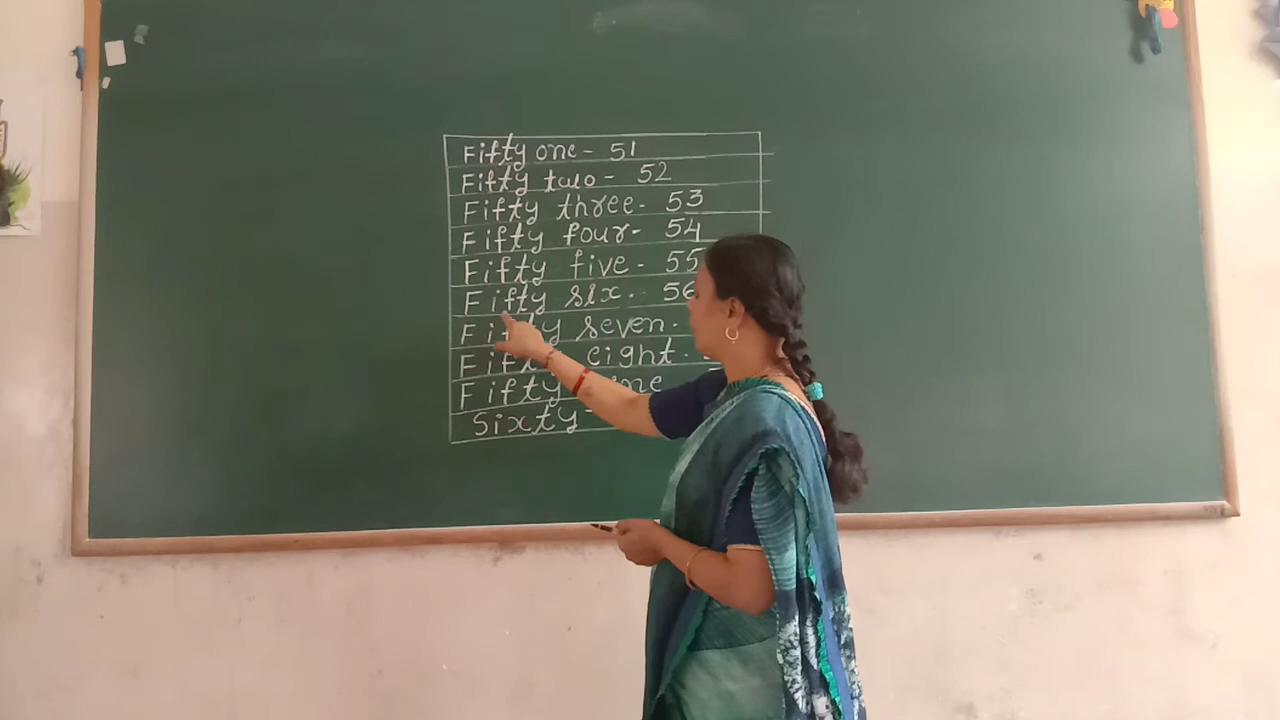 Fifty one - 51
Fifty two - 52
Fifty three - 53
Fifty four - 54
Fifty five - 55
Fifty six - 56
seven -
eight -
Fifty
Sixty -